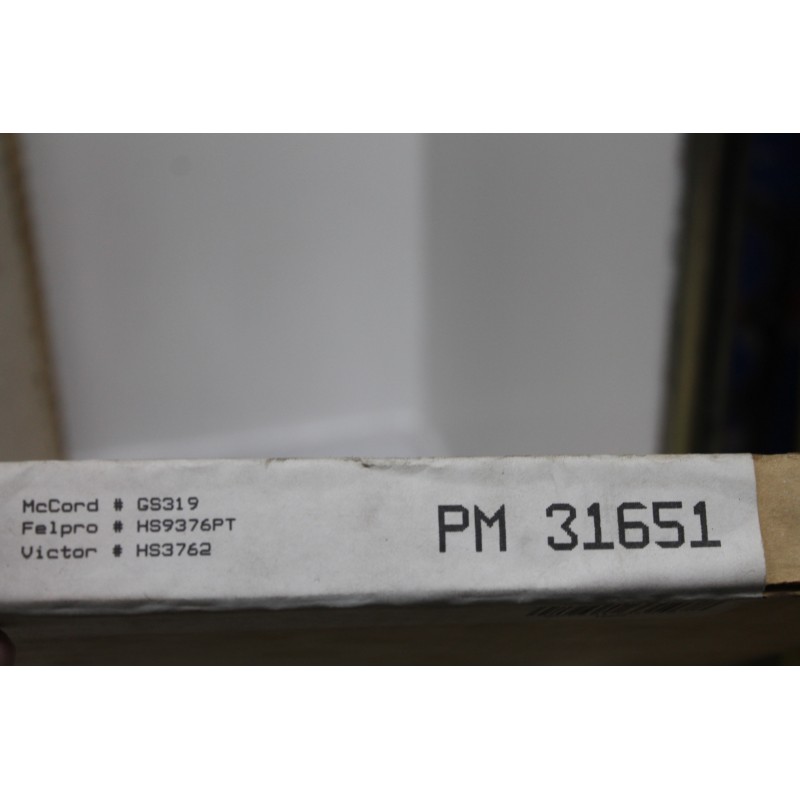 McCord # GS319
Felpro # HS9376PT
Victor # HS3762
PM 31651